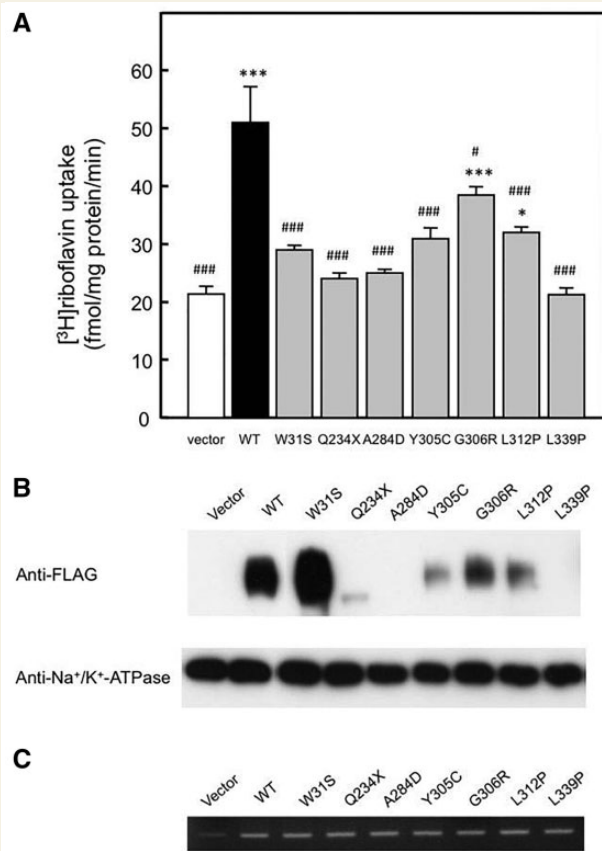 A
[³H]riboflavin uptake
(fmol/mg protein/min)
60
50
40
30
20
10
0
###
***
###
###
###
###
#
***
###
*
###
vector WT W31S Q234X A284D Y305C G306R L312P L339P
B
Vector WT W31S Q234X A284D Y305C G306R L312P L339P
Anti-FLAG
Anti-Na⁺/K⁺-ATPase
C
Vector WT W31S Q234X A284D Y305C G306R L312P L339P